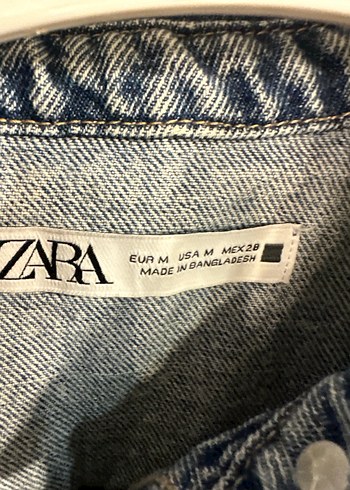 ZARA
EUR M USA M MEX 28
MADE IN BANGLADESH